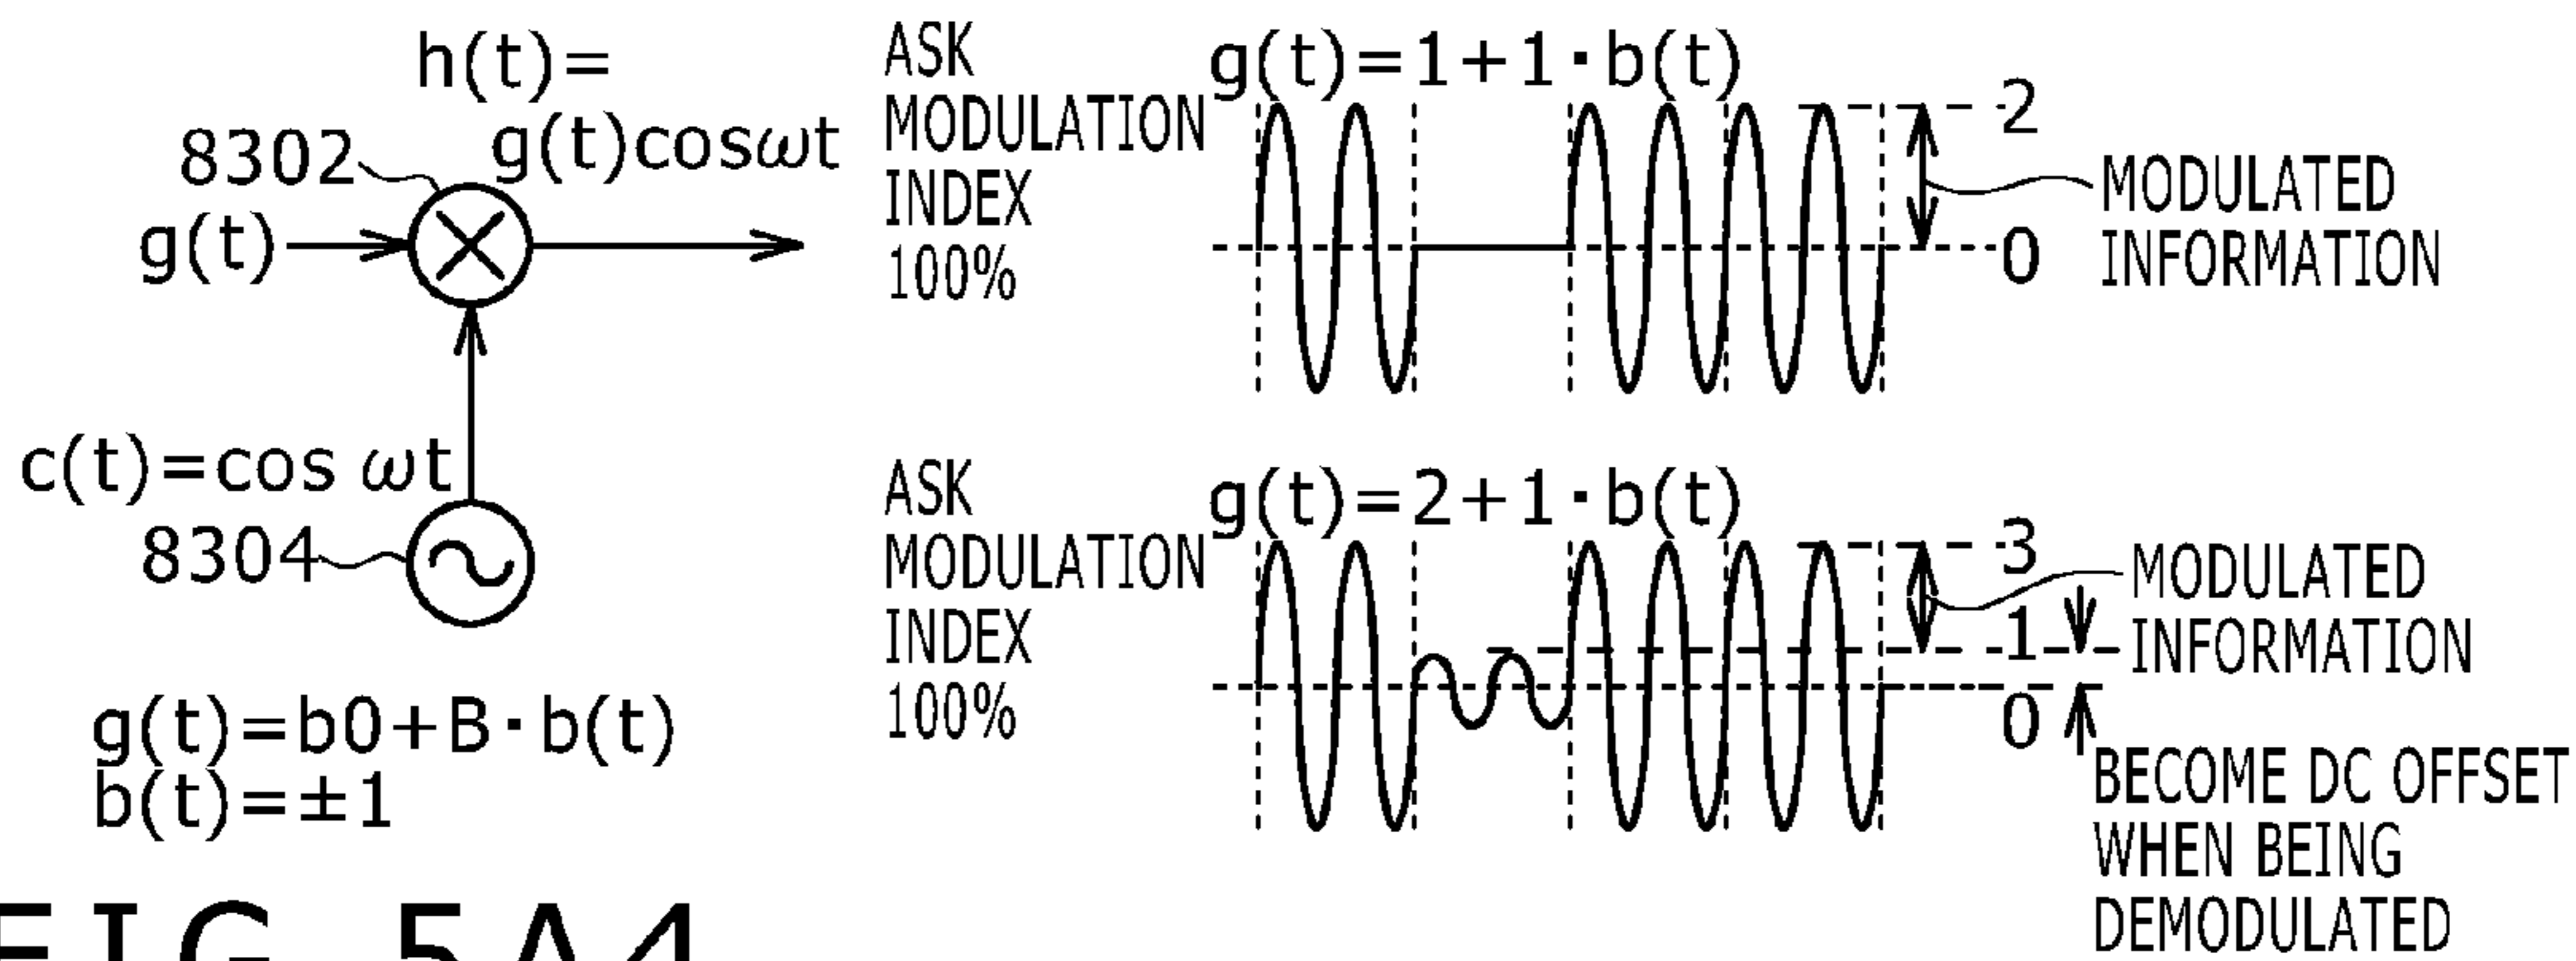 h(t)=
g(t)cosωt
8302
g(t)
c(t)=cos ωt
8304
g(t)=b0+B·b(t)
b(t)=±1
ASK
MODULATION
INDEX
100%
g(t)=1+1·b(t)
2
0
MODULATED
INFORMATION
ASK
MODULATION
INDEX
100%
g(t)=2+1·b(t)
3
1
0
MODULATED
INFORMATION
BECOME DC OFFSET
WHEN BEING
DEMODULATED
FIG.5A4